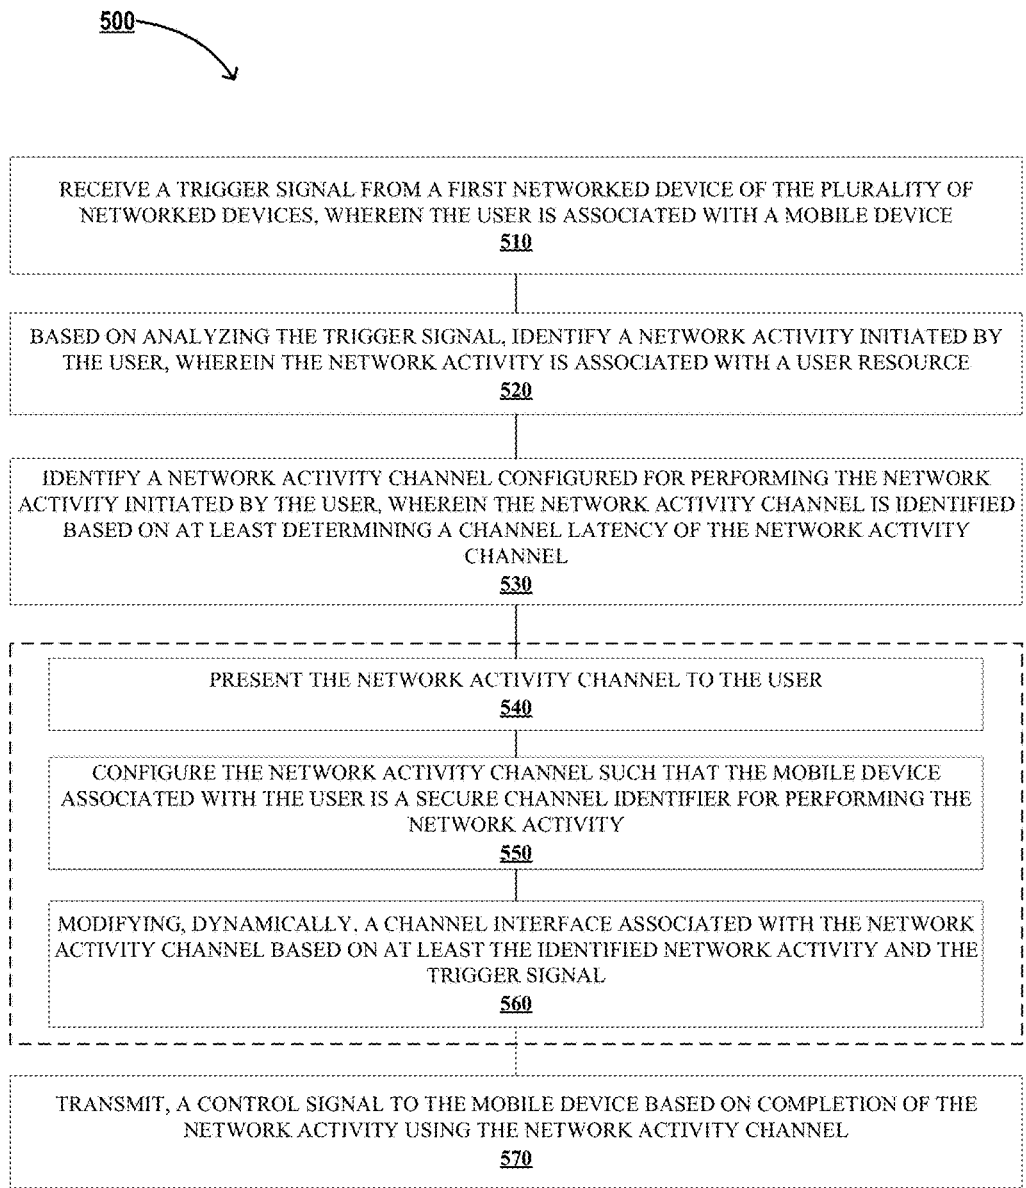 500
RECEIVE A TRIGGER SIGNAL FROM A FIRST NETWORKED DEVICE OF THE PLURALITY OF
NETWORKED DEVICES, WHEREIN THE USER IS ASSOCIATED WITH A MOBILE DEVICE
510
BASED ON ANALYZING THE TRIGGER SIGNAL, IDENTIFY A NETWORK ACTIVITY INITIATED BY
THE USER, WHEREIN THE NETWORK ACTIVITY IS ASSOCIATED WITH A USER RESOURCE
520
IDENTIFY A NETWORK ACTIVITY CHANNEL CONFIGURED FOR PERFORMING THE NETWORK
ACTIVITY INITIATED BY THE USER, WHEREIN THE NETWORK ACTIVITY CHANNEL IS IDENTIFIED
BASED ON AT LEAST DETERMINING A CHANNEL LATENCY OF THE NETWORK ACTIVITY
CHANNEL
530
PRESENT THE NETWORK ACTIVITY CHANNEL TO THE USER
540
CONFIGURE THE NETWORK ACTIVITY CHANNEL SUCH THAT THE MOBILE DEVICE
ASSOCIATED WITH THE USER IS A SECURE CHANNEL IDENTIFIER FOR PERFORMING THE
NETWORK ACTIVITY
550
MODIFYING, DYNAMICALLY, A CHANNEL INTERFACE ASSOCIATED WITH THE NETWORK
ACTIVITY CHANNEL BASED ON AT LEAST THE IDENTIFIED NETWORK ACTIVITY AND THE
TRIGGER SIGNAL
560
TRANSMIT, A CONTROL SIGNAL TO THE MOBILE DEVICE BASED ON COMPLETION OF THE
NETWORK ACTIVITY USING THE NETWORK ACTIVITY CHANNEL
570